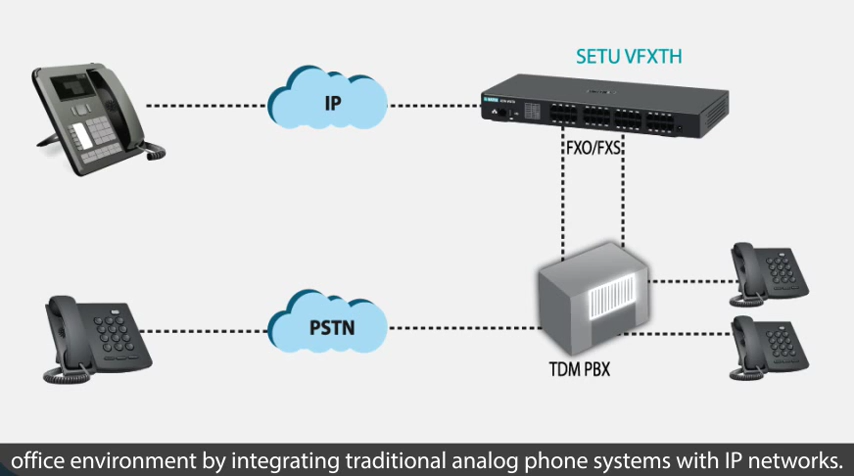 SETU VFXTH
IP
FXO/FXS
PSTN
TDM PBX
office environment by integrating traditional analog phone systems with IP networks.